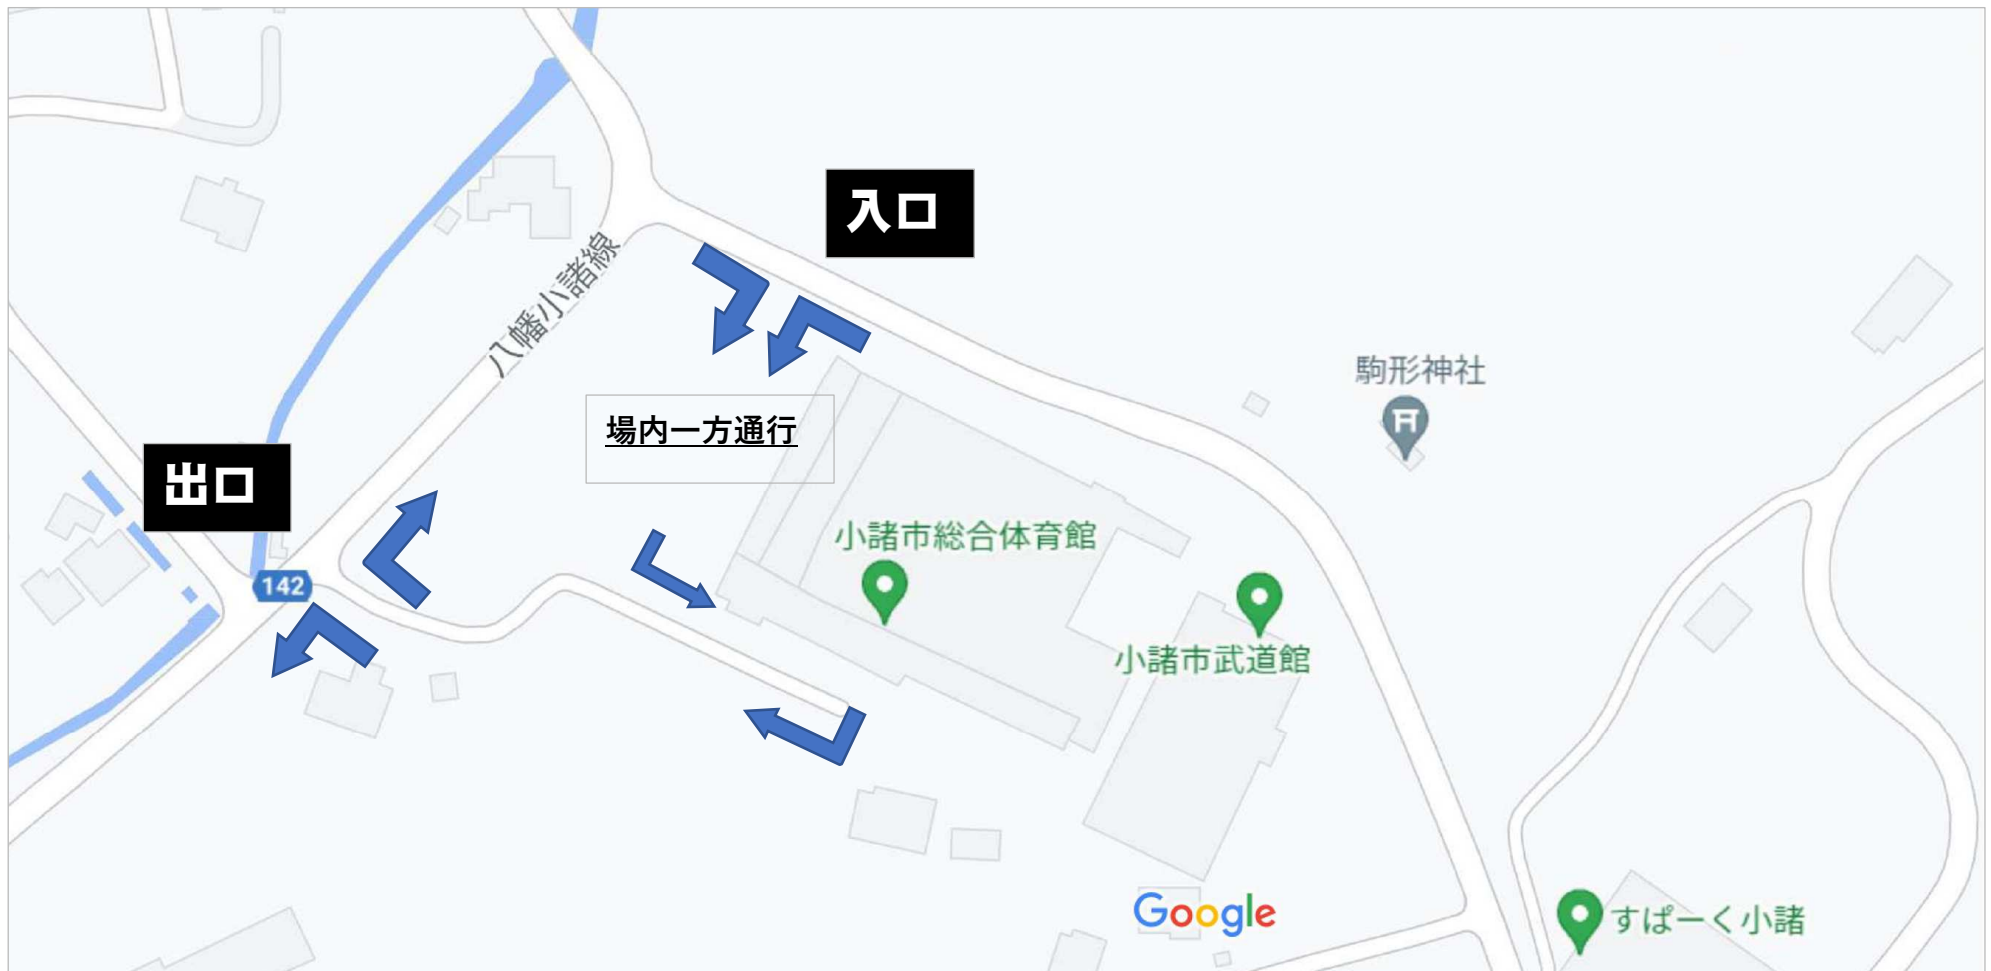 入口
八幡小諸線
駒形神社
場内一方通行
出口
小諸市総合体育館
142
小諸市武道館
Google
すぱーく小諸